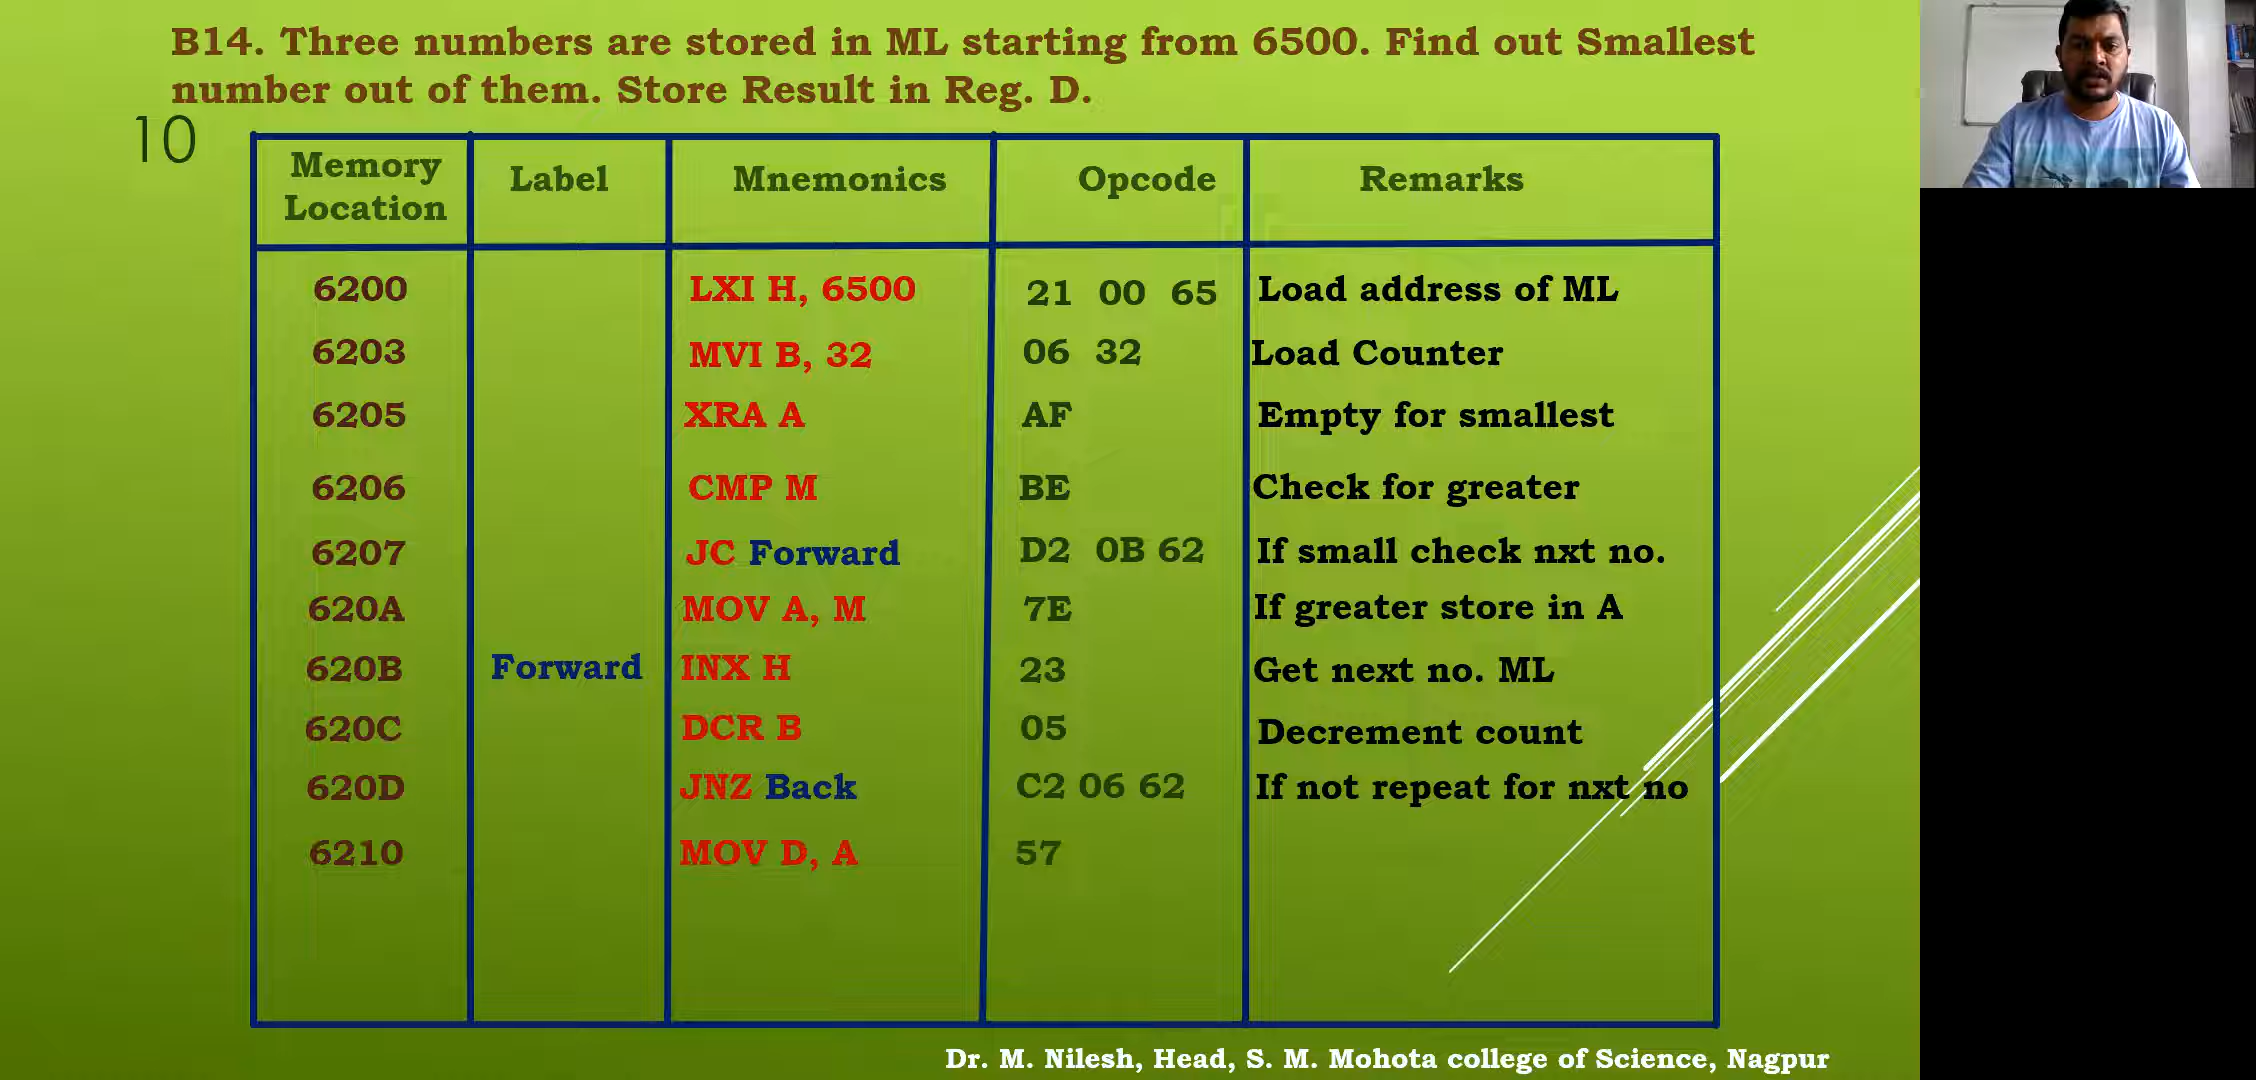 B14. Three numbers are stored in ML starting from 6500. Find out Smallest
number out of them. Store Result in Reg. D.
10
Memory Location Label Mnemonics Opcode Remarks
6200 LXI H, 6500 21 00 65 Load address of ML
6203 MVI B, 32 06 32 Load Counter
6205 XRA A AF Empty for smallest
6206 CMP M BE Check for greater
6207 JC Forward D2 0B 62 If small check nxt no.
620A MOV A, M 7E If greater store in A
620B Forward INX H 23 Get next no. ML
620C DCR B 05 Decrement count
620D JNZ Back C2 06 62 If not repeat for nxt no
6210 MOV D, A 57
Dr. M. Nilesh, Head, S. M. Mohota college of Science, Nagpur